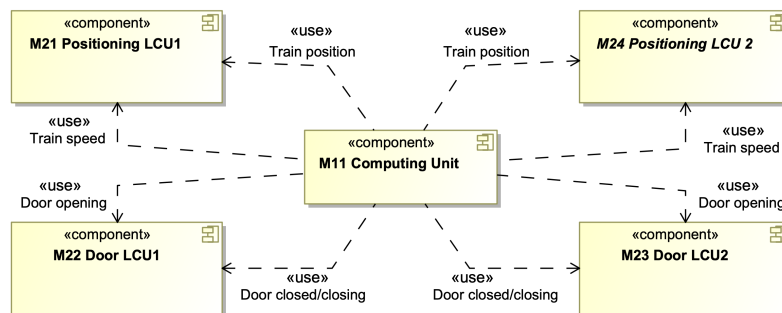 «component»
M21 Positioning LCU1
«use»
Train position
«use»
Train position
«component»
M24 Positioning LCU 2
«use»
Train speed
«component»
M11 Computing Unit
«use»
Train speed
«use»
Door opening
«use»
Door opening
«component»
M22 Door LCU1
«use»
Door closed/closing
«use»
Door closed/closing
«component»
M23 Door LCU2